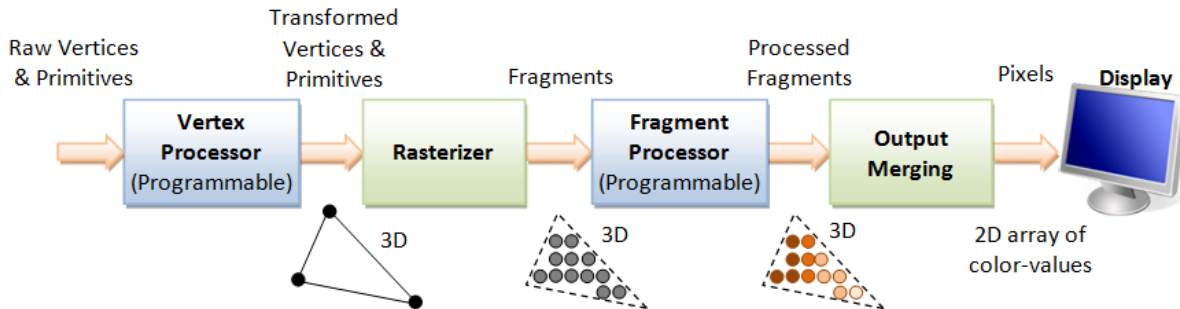 Raw Vertices
& Primitives
Transformed
Vertices &
Primitives
Fragments
Processed
Fragments
Pixels
Display
Vertex
Processor
(Programmable)
Rasterizer
Fragment
Processor
(Programmable)
Output
Merging
3D
3D
3D
2D array of
color-values